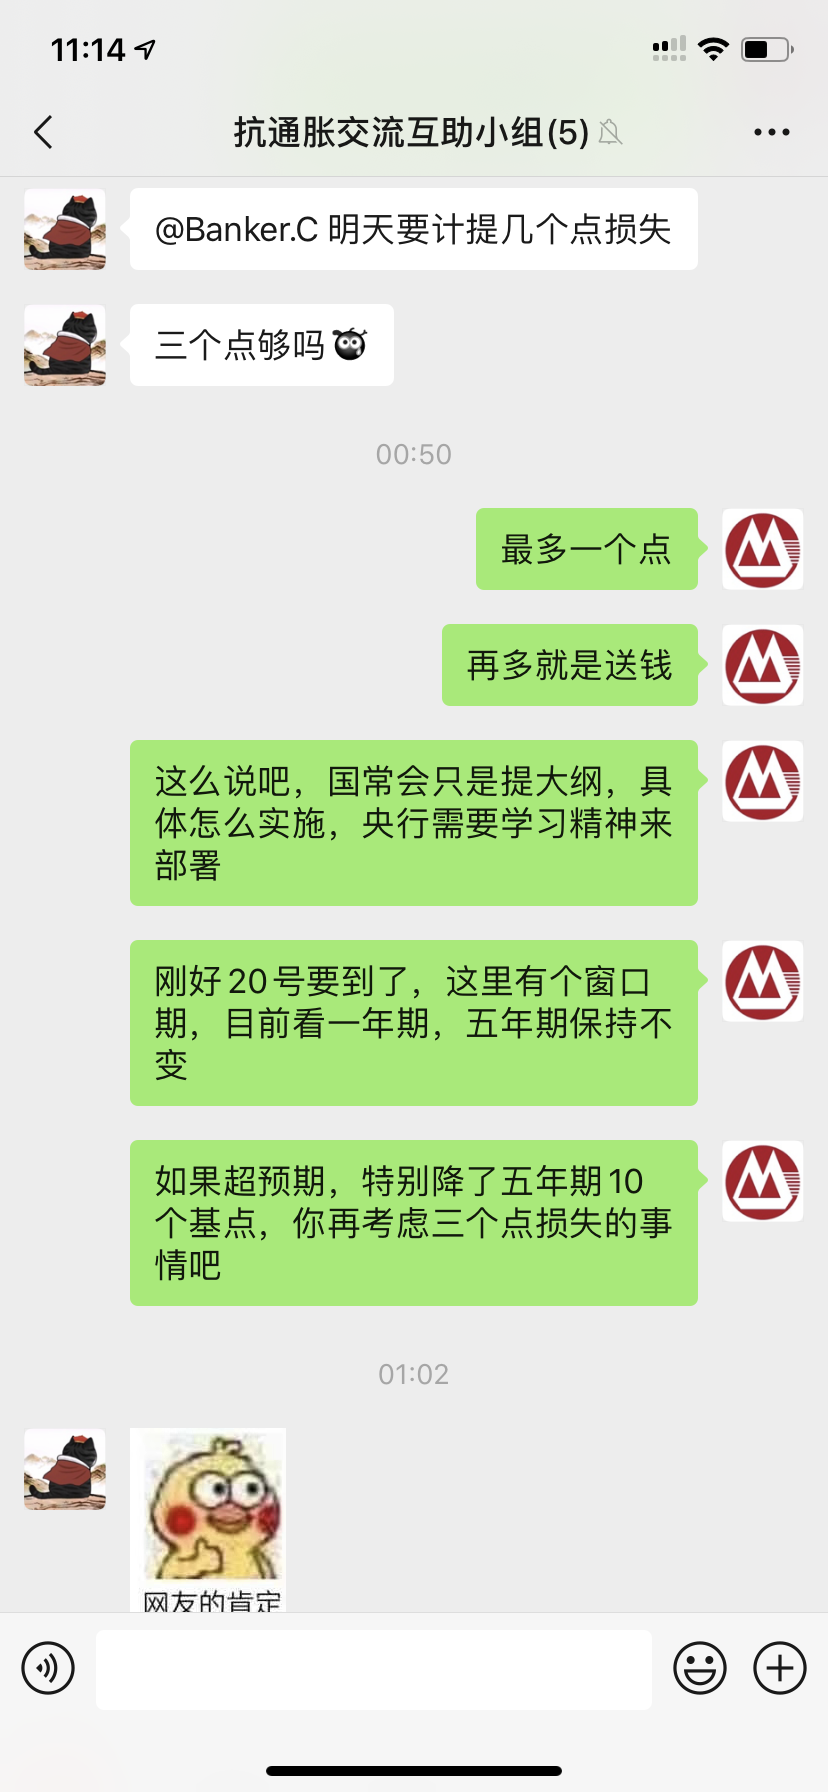 11:14
抗通胀交流互助小组(5)
@Banker.C 明天要计提几个点损失
三个点够吗
00:50
最多一个点
再多就是送钱
这么说吧，国常会只是提大纲，具
体怎么实施，央行需要学习精神来
部署
刚好20号要到了，这里有个窗口
期，目前看一年期，五年期保持不
变
如果超预期，特别降了五年期10
个基点，你再考虑三个点损失的事
情吧
01:02
网友的肯定